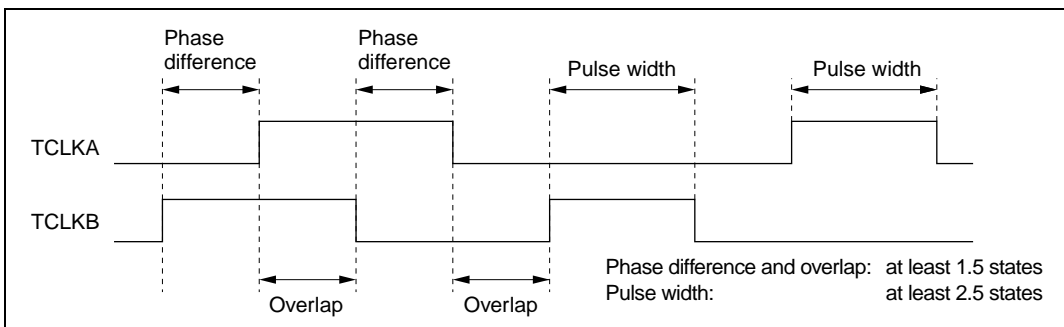 Phase
difference
Phase
difference
Pulse width
Pulse width
TCLKA
TCLKB
Overlap
Overlap
Phase difference and overlap: at least 1.5 states
Pulse width: at least 2.5 states